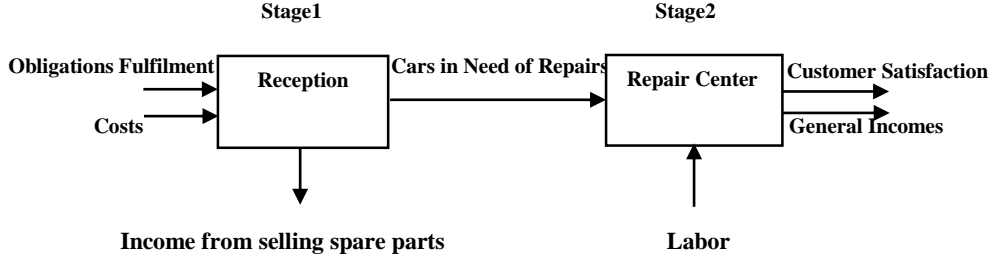 Stage1
Stage2
Obligations Fulfilment
Reception
Cars in Need of Repairs
Repair Center
Customer Satisfaction
Costs
General Incomes
Income from selling spare parts
Labor